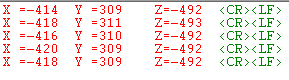 X =-414 Y =309 Z=-492 <CR><LF>
X =-418 Y =311 Z=-493 <CR><LF>
X =-416 Y =310 Z=-492 <CR><LF>
X =-420 Y =309 Z=-492 <CR><LF>
X =-418 Y =309 Z=-492 <CR><LF>